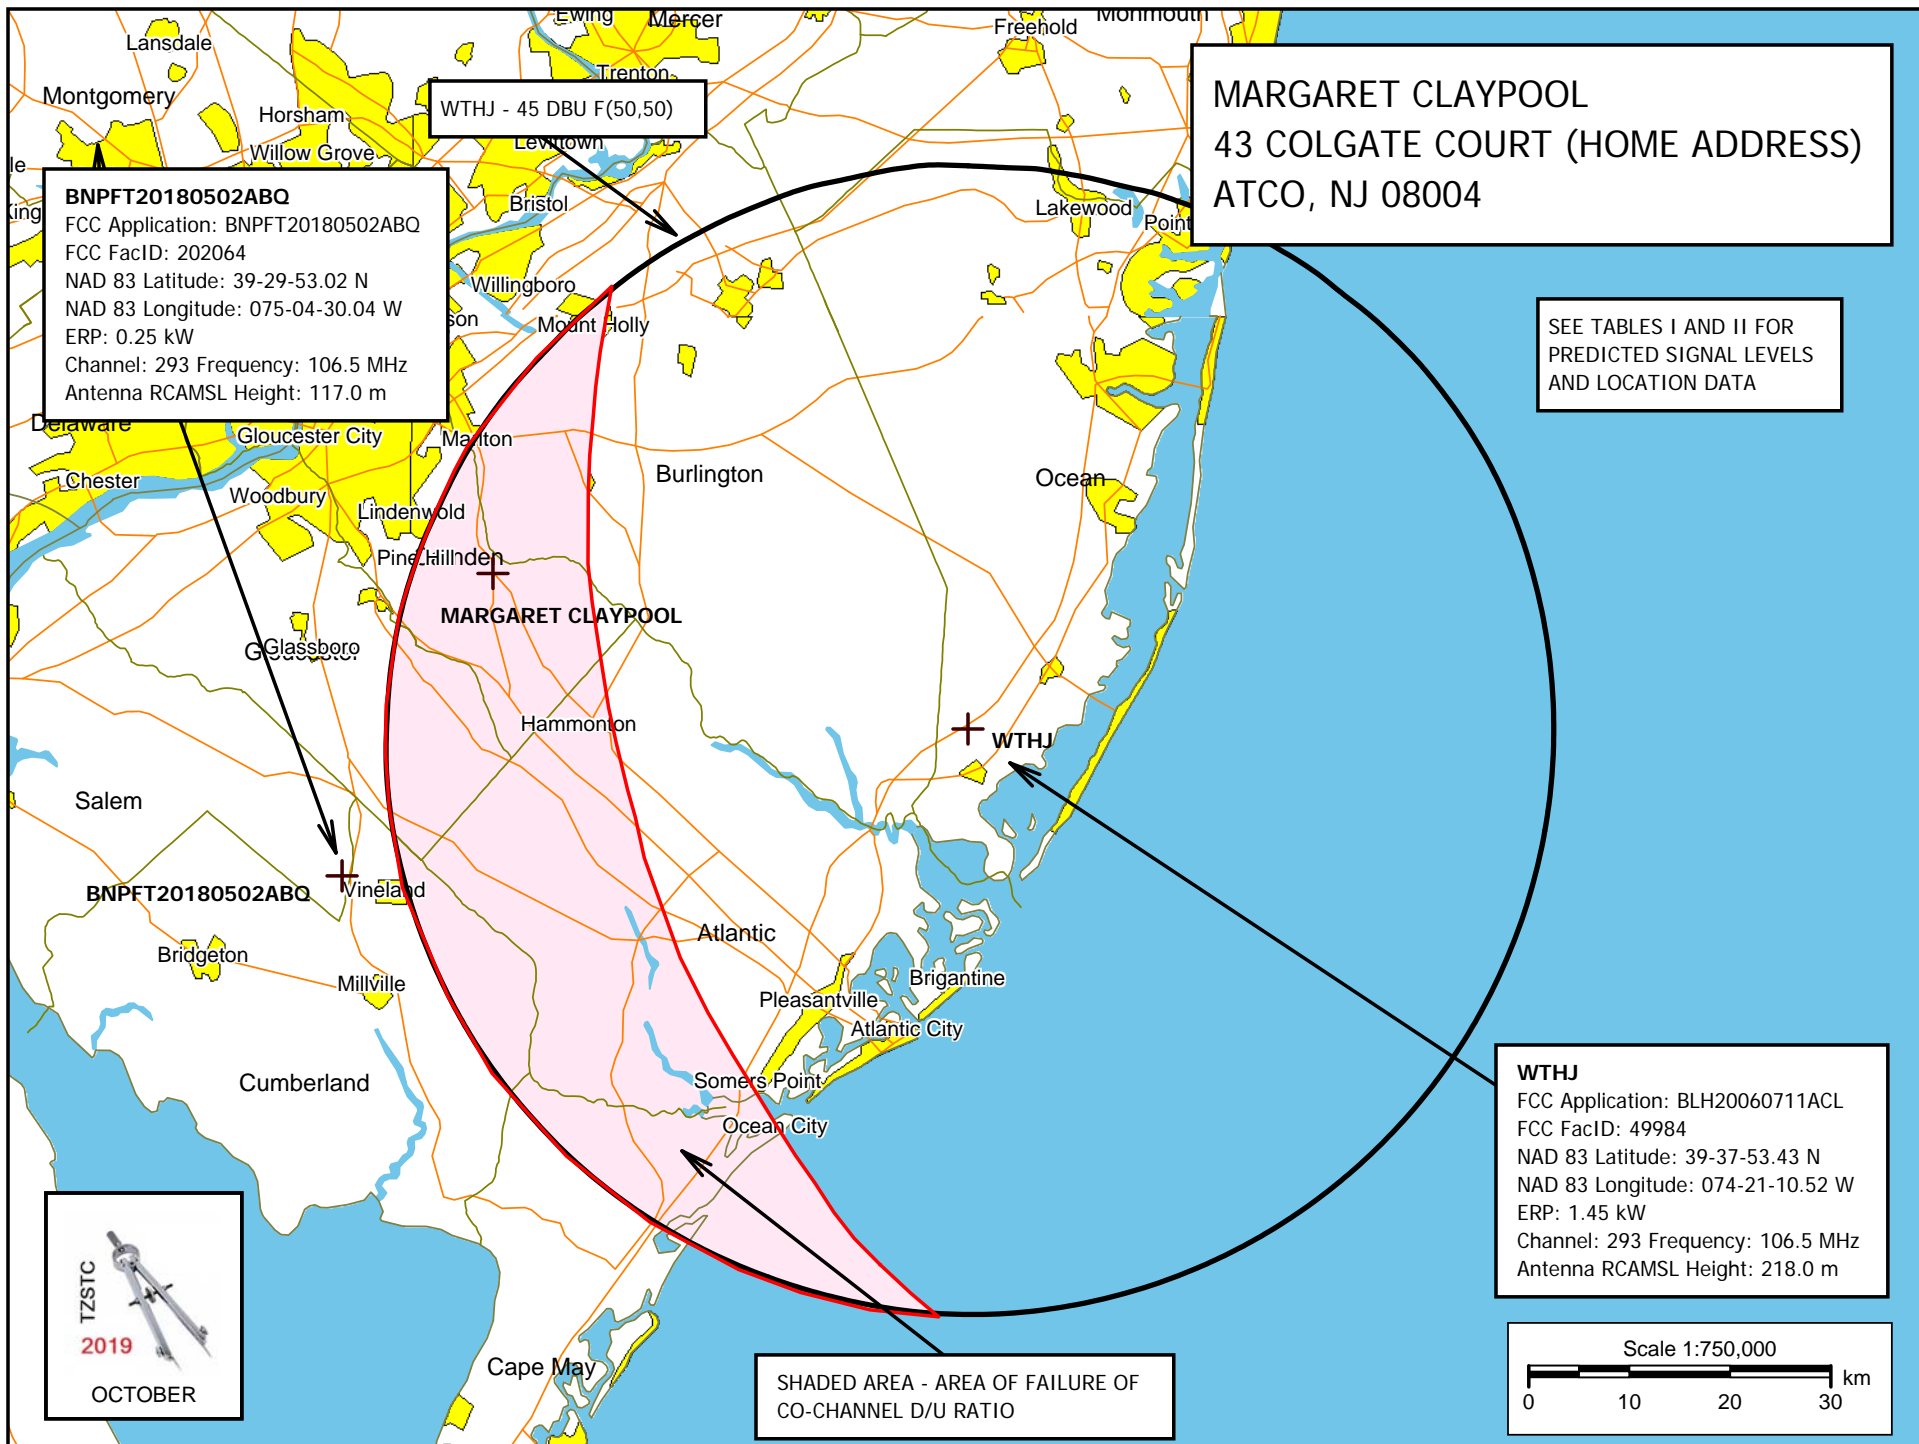 Ewing
Mercer
Monmouth
Lansdale
Freehold
Trenton
MARGARET CLAYPOOL
43 COLGATE COURT (HOME ADDRESS)
ATCO, NJ 08004
Montgomery
WTHJ - 45 DBU F(50,50)
Horsham
Levittown
Willow Grove
le
King
BNPFT20180502ABQ
FCC Application: BNPFT20180502ABQ
FCC FacID: 202064
NAD 83 Latitude: 39-29-53.02 N
NAD 83 Longitude: 075-04-30.04 W
ERP: 0.25 kW
Channel: 293 Frequency: 106.5 MHz
Antenna RCAMSL Height: 117.0 m
Bristol
Lakewood
Point
Willingboro
son
Mount Holly
SEE TABLES I AND II FOR
PREDICTED SIGNAL LEVELS
AND LOCATION DATA
Delaware
Gloucester City
Marlton
Chester
Woodbury
Burlington
Ocean
Lindenwold
Pine Hill
nden
MARGARET CLAYPOOL
Gloucester
Glassboro
Hammonton
WTHJ
Salem
BNPFT20180502ABQ
Vineland
Atlantic
Bridgeton
Millville
Brigantine
Pleasantville
Atlantic City
Cumberland
Somers Point
Ocean City
WTHJ
FCC Application: BLH20060711ACL
FCC FacID: 49984
NAD 83 Latitude: 39-37-53.43 N
NAD 83 Longitude: 074-21-10.52 W
ERP: 1.45 kW
Channel: 293 Frequency: 106.5 MHz
Antenna RCAMSL Height: 218.0 m
TZSTC
2019
OCTOBER
Cape May
SHADED AREA - AREA OF FAILURE OF
CO-CHANNEL D/U RATIO
Scale 1:750,000
km
0 10 20 30